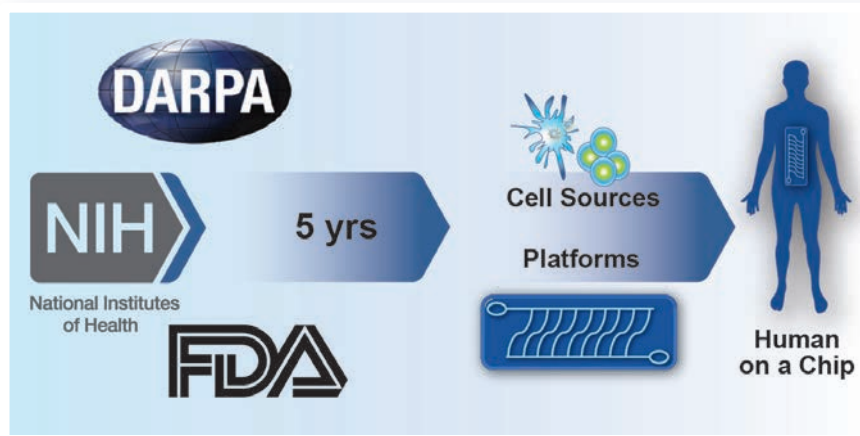 DARPA
NIH
National Institutes
of Health
FDA
5 yrs
Cell Sources
Platforms
Human
on a Chip